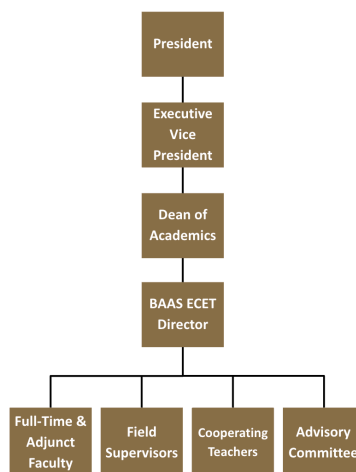 President
Executive
Vice
President
Dean of
Academics
BAAS ECET
Director
Full-Time &
Adjunct
Faculty
Field
Supervisors
Cooperating
Teachers
Advisory
Committee